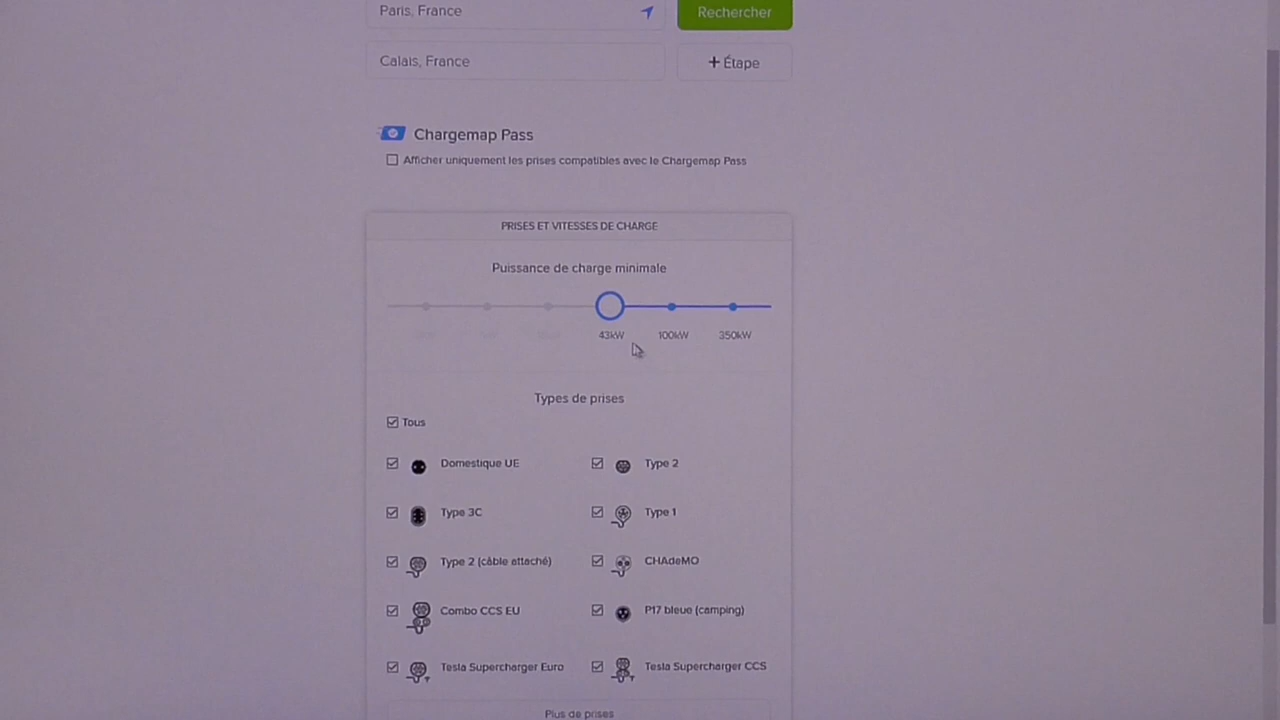 Paris, France
Rechercher
Calais, France
+ Étape
Chargemap Pass
Afficher uniquement les prises compatibles avec le Chargemap Pass
PRISES ET VITESSES DE CHARGE
Puissance de charge minimale
43kW 100kW 350kW
Types de prises
Tous
Domestique UE
Type 2
Type 3C
Type 1
Type 2 (câble attaché)
CHAdeMO
Combo CCS EU
P17 bleue (camping)
Tesla Supercharger Euro
Tesla Supercharger CCS
Plus de prises